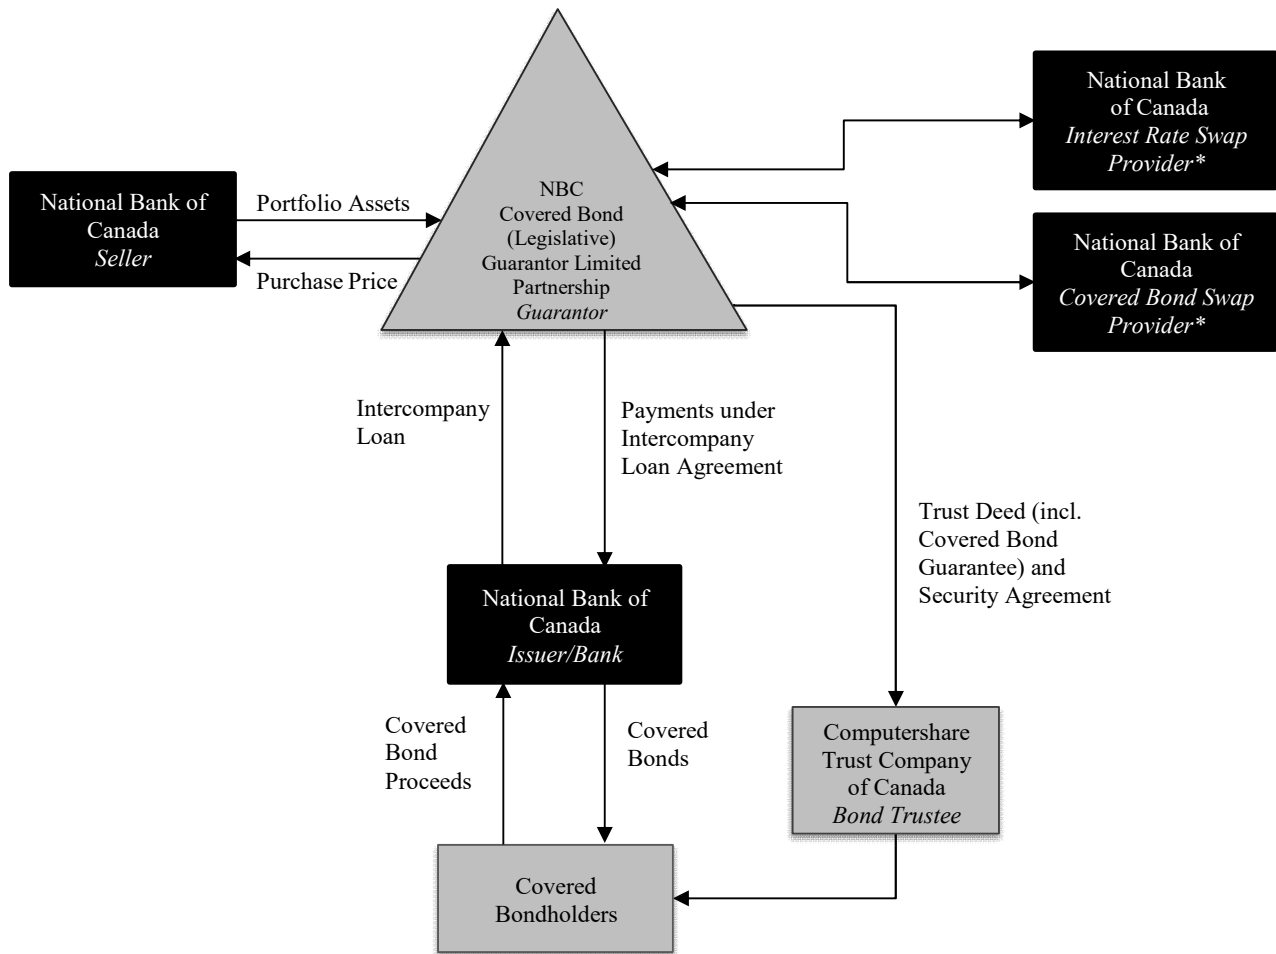 National Bank
of Canada
Interest Rate Swap
Provider*
National Bank of
Canada
Seller
Portfolio Assets
Purchase Price
NBC
Covered Bond
(Legislative)
Guarantor Limited
Partnership
Guarantor
National Bank of
Canada
Covered Bond Swap
Provider*
Intercompany
Loan
Payments under
Intercompany
Loan Agreement
Trust Deed (incl.
Covered Bond
Guarantee) and
Security Agreement
National Bank of
Canada
Issuer/Bank
Covered
Bond
Proceeds
Covered
Bonds
Computershare
Trust Company
of Canada
Bond Trustee
Covered
Bondholders